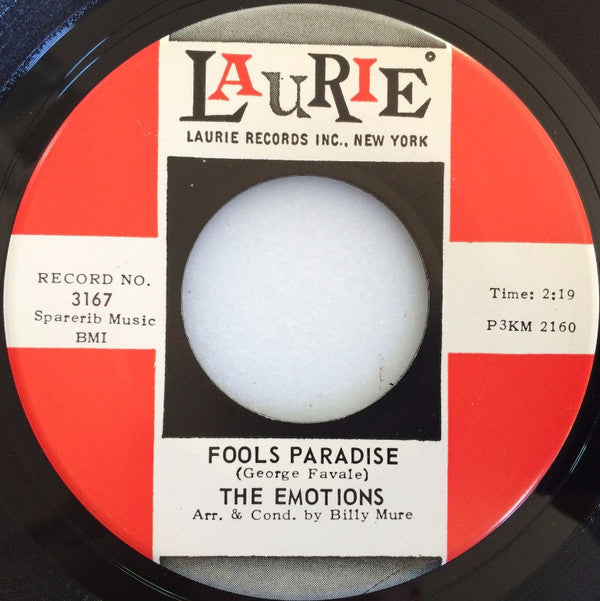 LAURIE
LAURIE RECORDS INC., NEW YORK
RECORD NO.
3167
Sparerib Music
BMI
Time: 2:19
P3KM 2160
FOOLS PARADISE
(George Favale)
THE EMOTIONS
Arr. & Cond. by Billy Mure